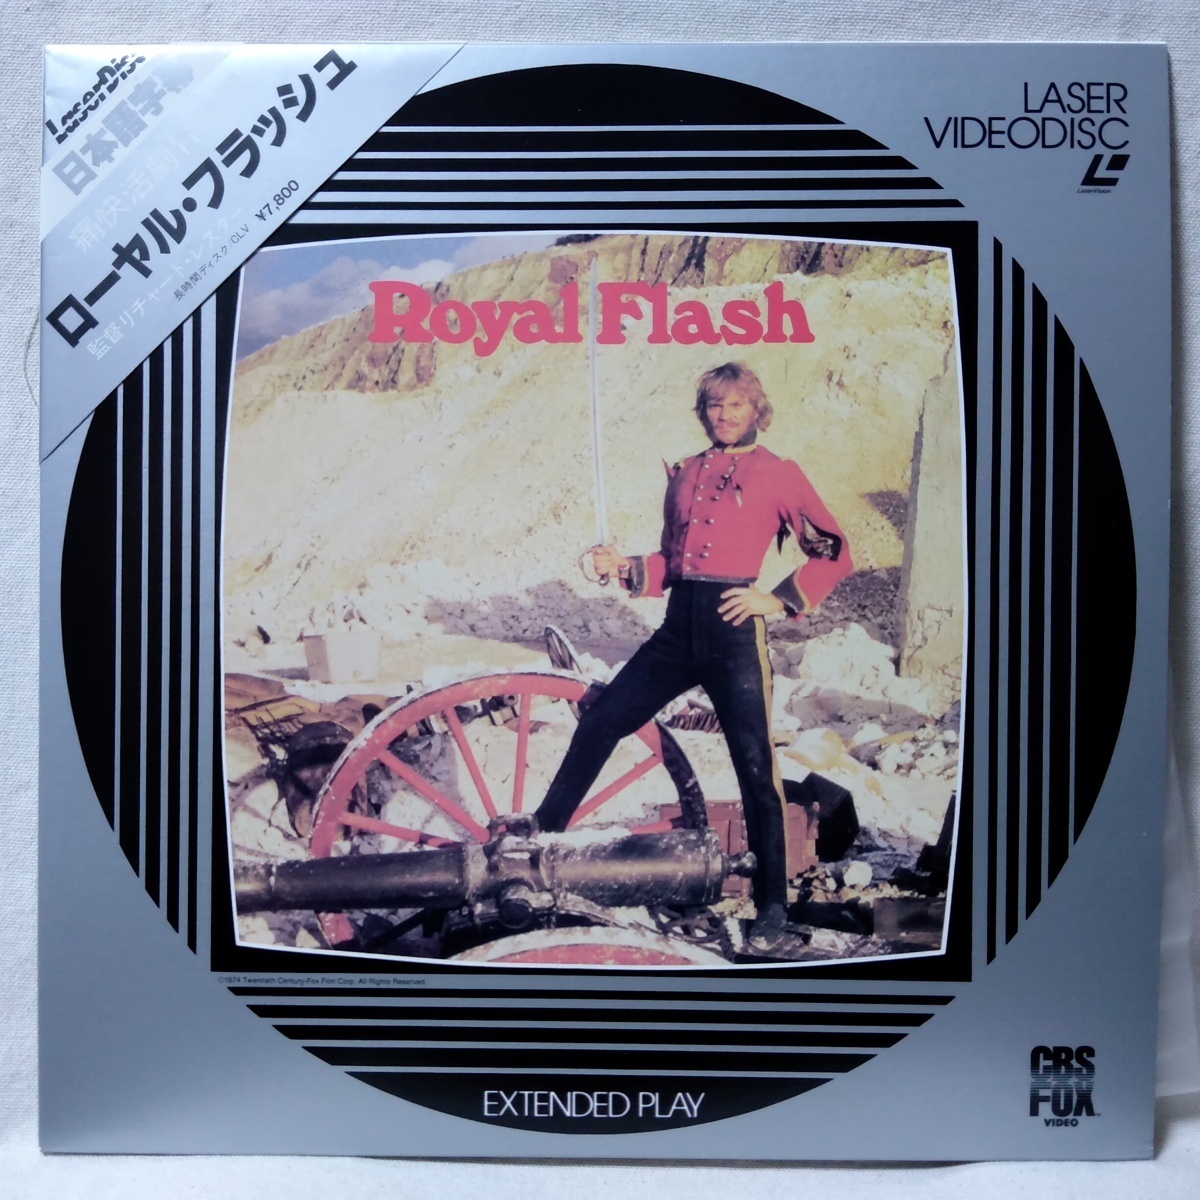 LaserDisc
日本語字幕
痛快活劇!!
ローヤル・フラッシュ
監督リチャード・レスター
長時間ディスク/CLV ¥7,800
LASER
VIDEODISC
LaserVision
Royal Flash
©1974 Twentieth Century-Fox Film Corp. All Rights Reserved.
EXTENDED PLAY
CBS
FOX
VIDEO